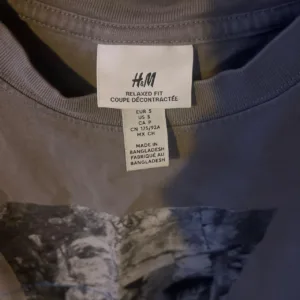 H&M
RELAXED FIT
COUPE DÉCONTRACTÉE
EUR S
US S
CA P
CN 175/92A
MX CH
MADE IN
BANGLADESH
FABRIQUÉ AU
BANGLADESH